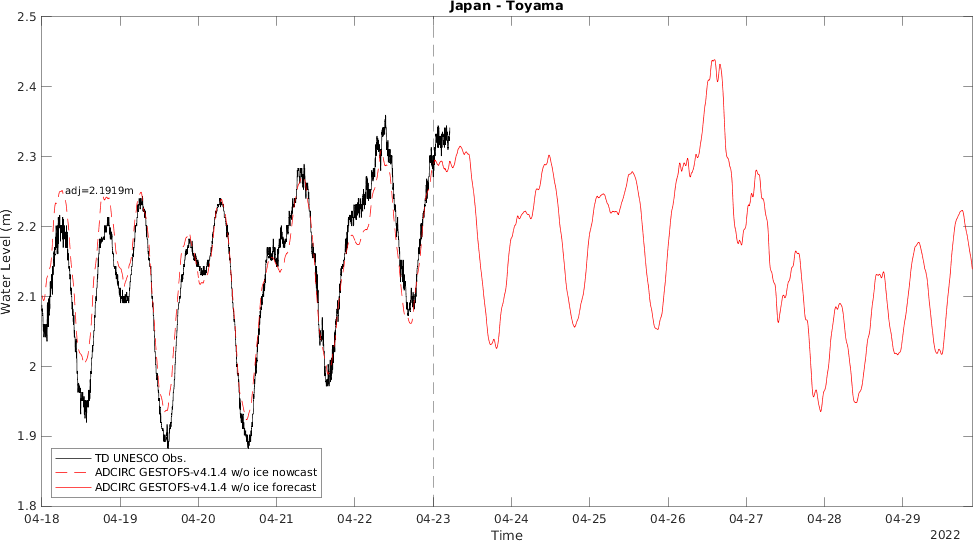 Japan - Toyama
2.5
2.4
2.3
2.2
2.1
2
1.9
1.8
Water Level (m)
adj=2.1919m
TD UNESCO Obs.
ADCIRC GESTOFS-v4.1.4 w/o ice nowcast
ADCIRC GESTOFS-v4.1.4 w/o ice forecast
04-18 04-19 04-20 04-21 04-22 04-23 04-24 04-25 04-26 04-27 04-28 04-29
Time
2022